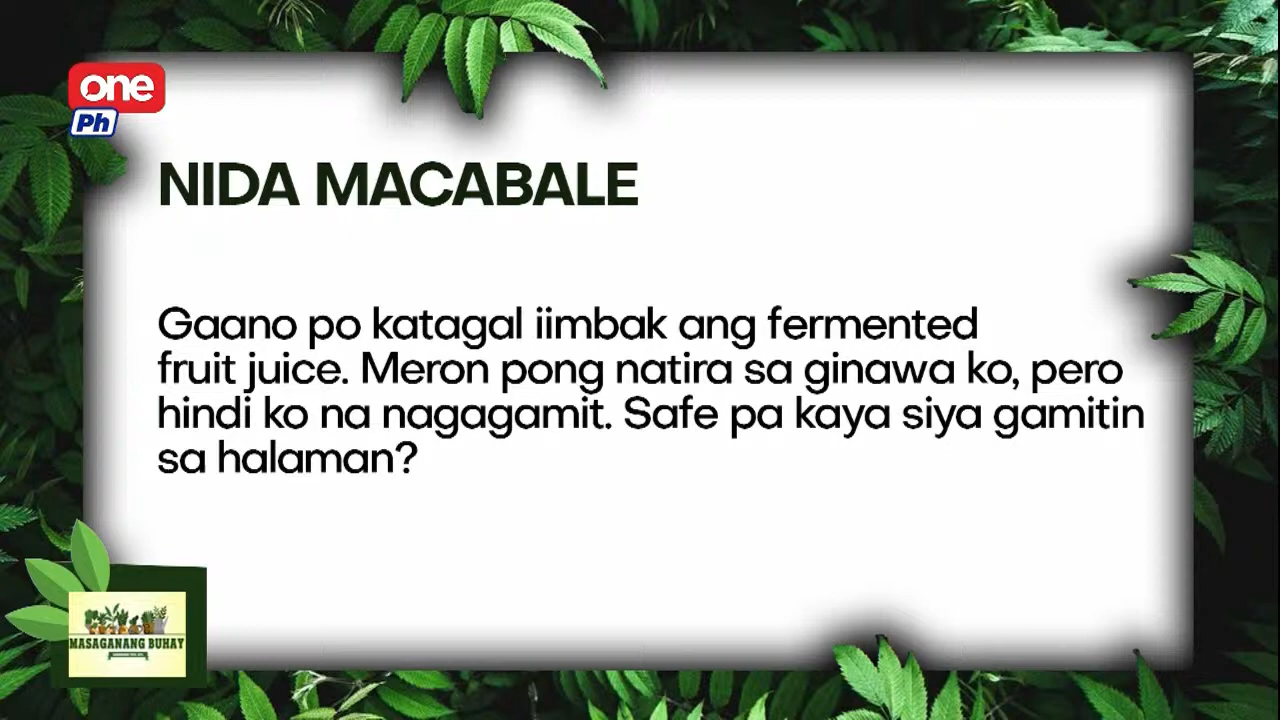 one
Ph
NIDA MACABALE
Gaano po katagal iimbak ang fermented
fruit juice. Meron pong natira sa ginawa ko, pero
hindi ko na nagagamit. Safe pa kaya siya gamitin
sa halaman?
MASAGANANG BUHAY